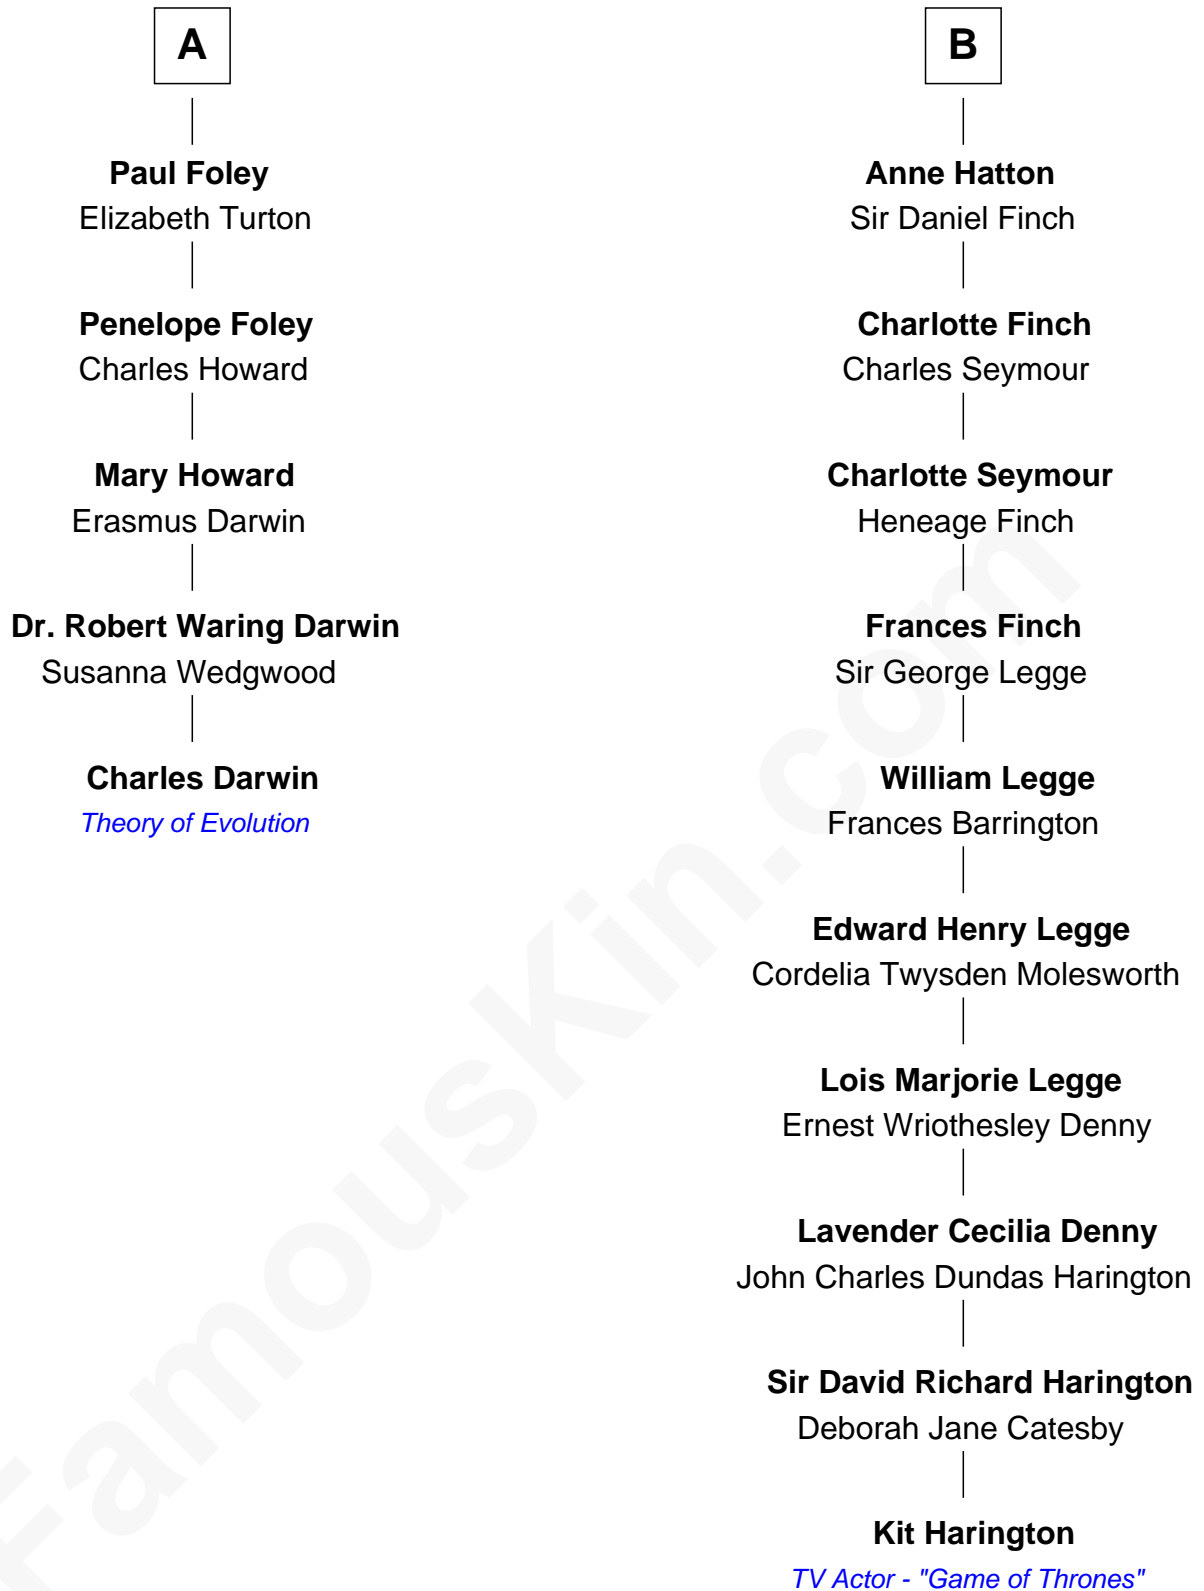 A
Paul Foley
Elizabeth Turton
Penelope Foley
Charles Howard
Mary Howard
Erasmus Darwin
Dr. Robert Waring Darwin
Susanna Wedgwood
Charles Darwin
Theory of Evolution
B
Anne Hatton
Sir Daniel Finch
Charlotte Finch
Charles Seymour
Charlotte Seymour
Heneage Finch
Frances Finch
Sir George Legge
William Legge
Frances Barrington
Edward Henry Legge
Cordelia Twysden Molesworth
Lois Marjorie Legge
Ernest Wriothesley Denny
Lavender Cecilia Denny
John Charles Dundas Harington
Sir David Richard Harington
Deborah Jane Catesby
Kit Harington
TV Actor - "Game of Thrones"
FamousKin.com